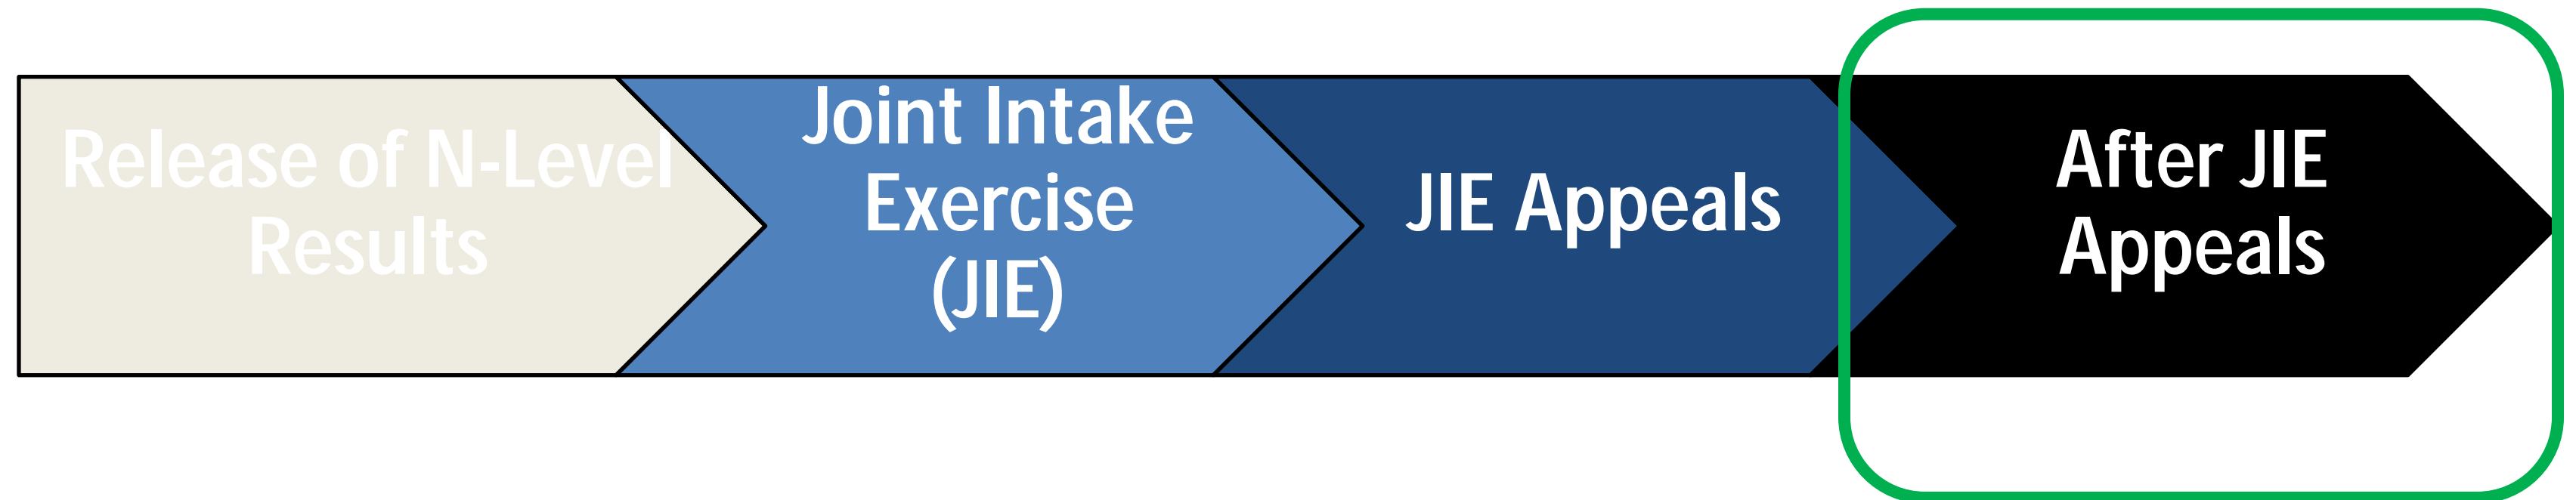 Release of N-Level
Results
Joint Intake
Exercise
(JIE)
JIE Appeals
After JIE
Appeals